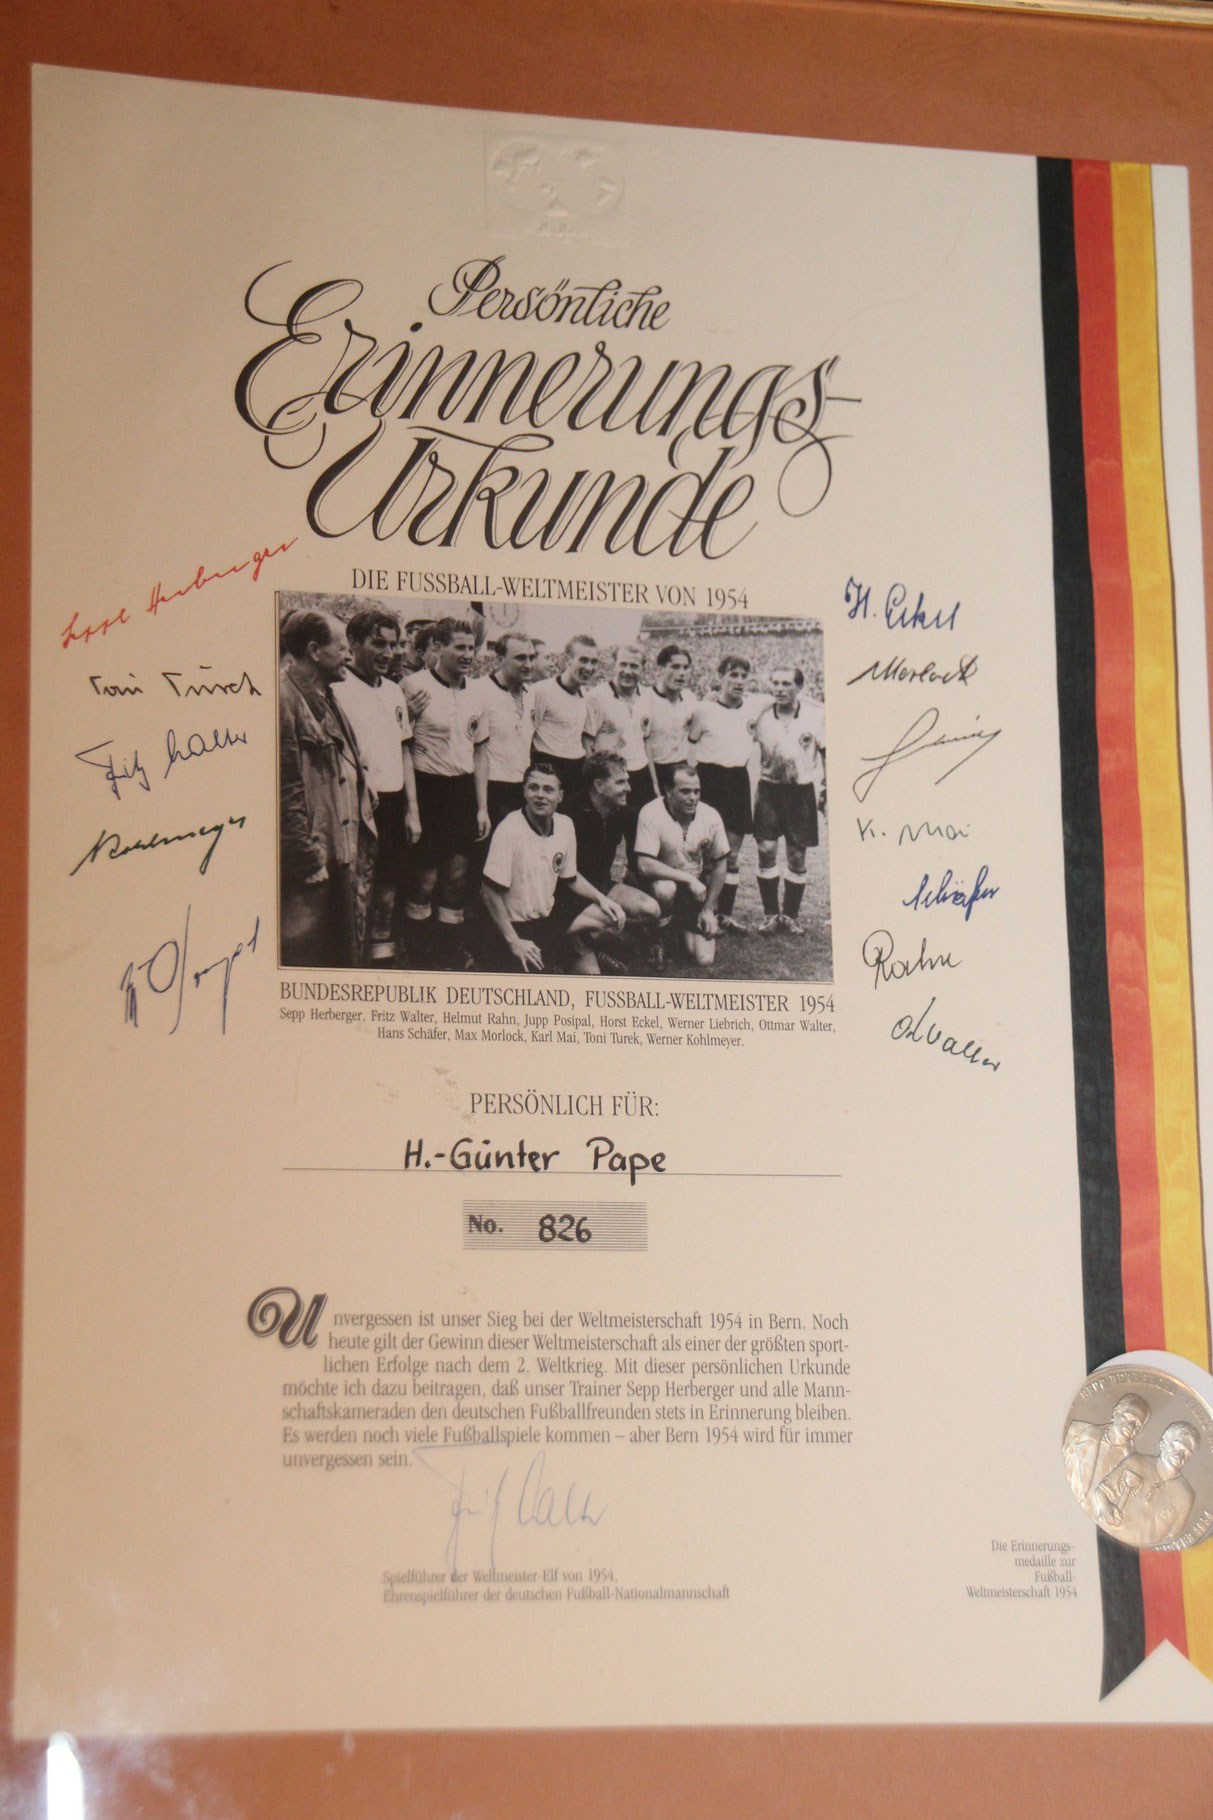 Persönliche
Erinnerungs-
Urkunde
DIE FUSSBALL-WELTMEISTER VON 1954
Sepp Herberger
Toni Turek
Fritz Walter
Kohlmeyer
H. Eckel
Morlock
K. Mai
Schäfer
Rahn
O. Walter
BUNDESREPUBLIK DEUTSCHLAND, FUSSBALL-WELTMEISTER 1954
Sepp Herberger, Fritz Walter, Helmut Rahn, Jupp Posipal, Horst Eckel, Werner Liebrich, Ottmar Walter,
Hans Schäfer, Max Morlock, Karl Mai, Toni Turek, Werner Kohlmeyer.
PERSÖNLICH FÜR:
H.-Günter Pape
No. 826
Unvergessen ist unser Sieg bei der Weltmeisterschaft 1954 in Bern. Noch
heute gilt der Gewinn dieser Weltmeisterschaft als einer der größten sport-
lichen Erfolge nach dem 2. Weltkrieg. Mit dieser persönlichen Urkunde
möchte ich dazu beitragen, daß unser Trainer Sepp Herberger und alle Mann-
schaftskameraden den deutschen Fußballfreunden stets in Erinnerung bleiben.
Es werden noch viele Fußballspiele kommen – aber Bern 1954 wird für immer
unvergessen sein.
Fritz Walter
Spielführer der Weltmeister-Elf von 1954,
Ehrenspielführer der deutschen Fußball-Nationalmannschaft
Die Erinnerungs-
medaille zur
Fußball-
Weltmeisterschaft 1954